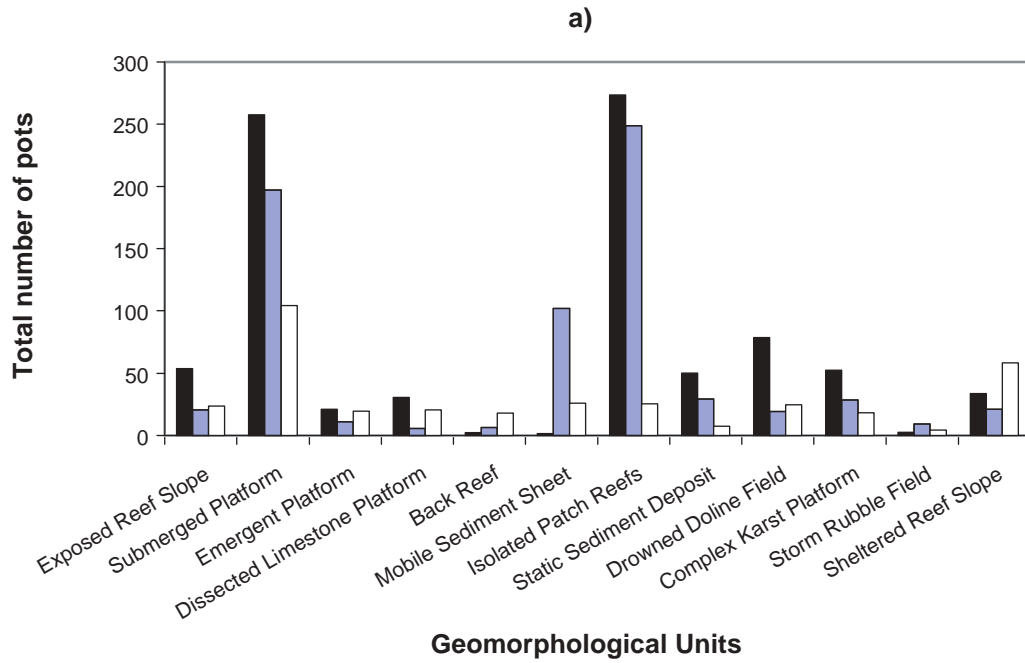 a)
Total number of pots
300
250
200
150
100
50
0
Exposed Reef Slope
Submerged Platform
Emergent Platform
Dissected Limestone Platform
Back Reef
Mobile Sediment Sheet
Isolated Patch Reefs
Static Sediment Deposit
Drowned Doline Field
Complex Karst Platform
Storm Rubble Field
Sheltered Reef Slope
Geomorphological Units